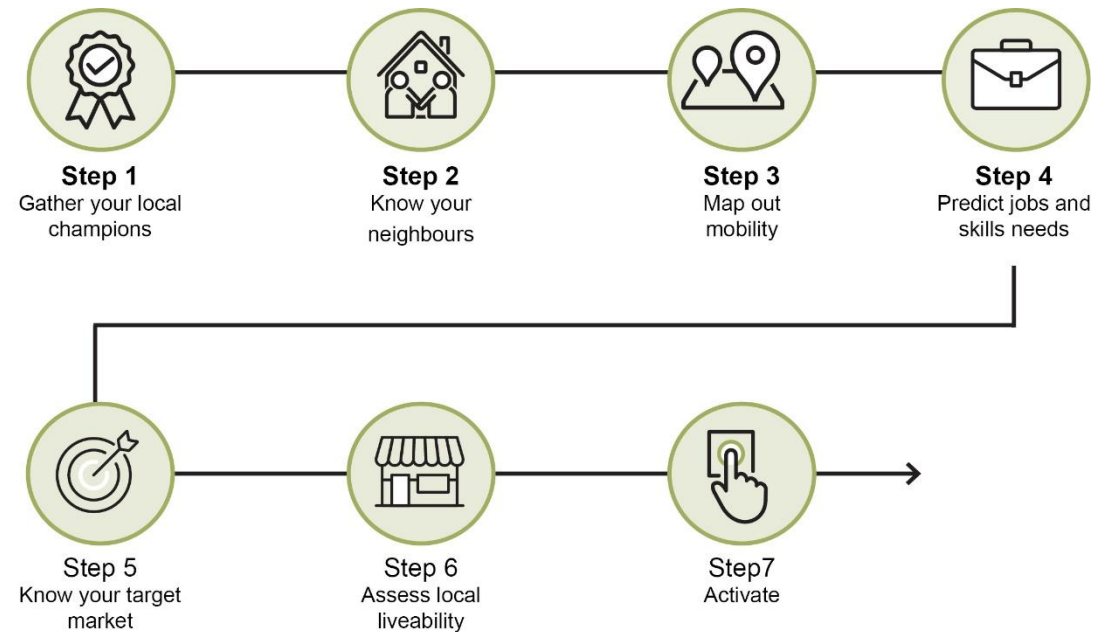 Step 1
Gather your local
champions
Step 2
Know your
neighbours
Step 3
Map out
mobility
Step 4
Predict jobs and
skills needs
Step 5
Know your target
market
Step 6
Assess local
liveability
Step7
Activate